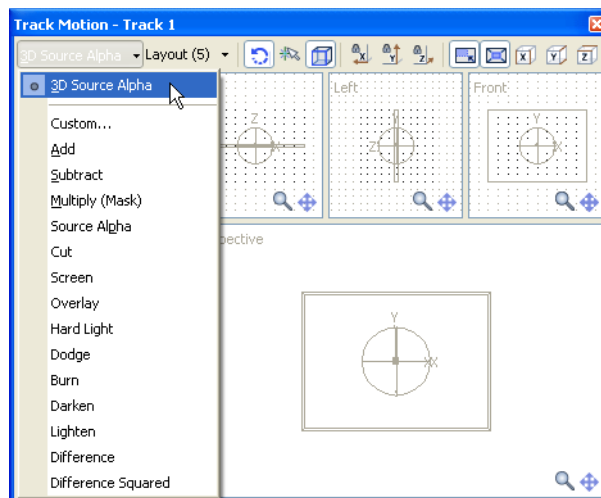 Track Motion - Track 1
3D Source Alpha Layout (5)
3D Source Alpha
Custom...
Add
Subtract
Multiply (Mask)
Source Alpha
Cut
Screen
Overlay
Hard Light
Dodge
Burn
Darken
Lighten
Difference
Difference Squared
X Y Z X Y Z
Left
Front
Z X
Y Z
Y X
pective
Y
X